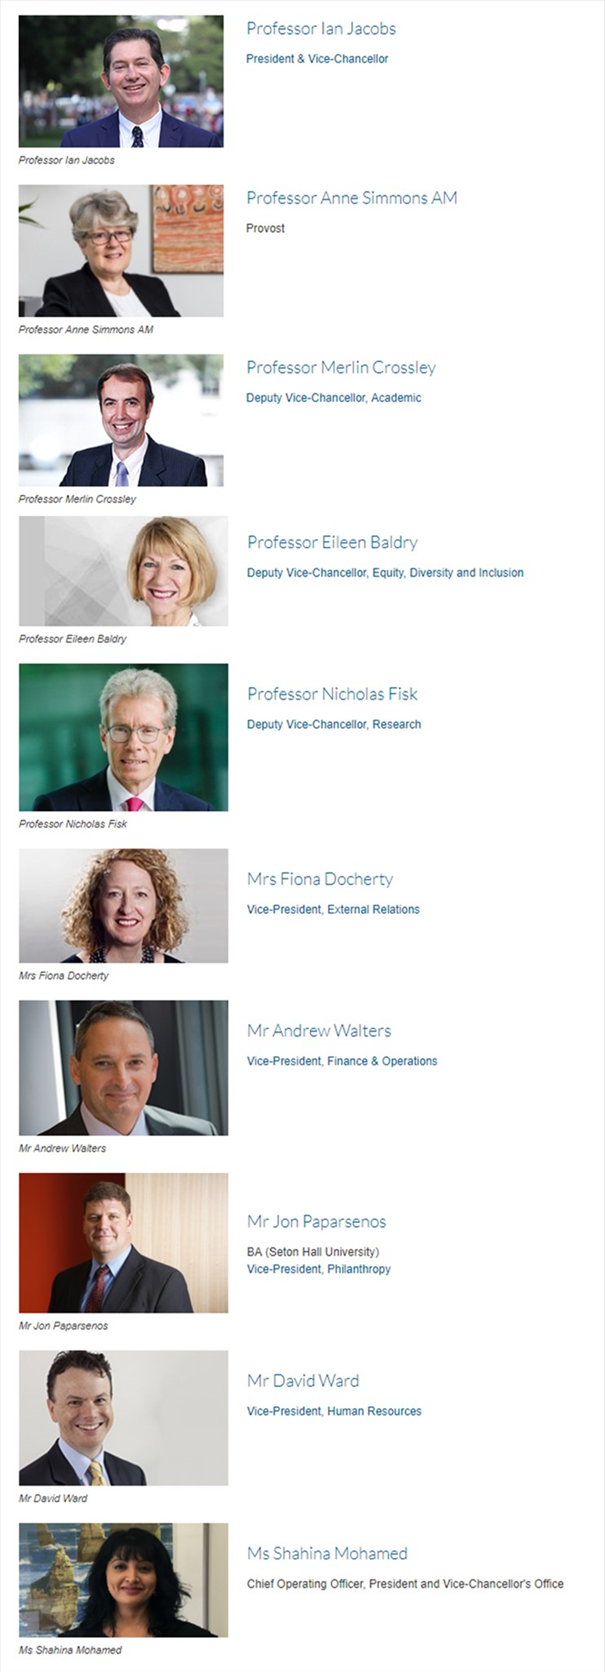 Professor Ian Jacobs
President & Vice-Chancellor
Professor Ian Jacobs
Professor Anne Simmons AM
Provost
Professor Anne Simmons AM
Professor Merlin Crossley
Deputy Vice-Chancellor, Academic
Professor Merlin Crossley
Professor Eileen Baldry
Deputy Vice-Chancellor, Equity, Diversity and Inclusion
Professor Eileen Baldry
Professor Nicholas Fisk
Deputy Vice-Chancellor, Research
Professor Nicholas Fisk
Mrs Fiona Docherty
Vice-President, External Relations
Mrs Fiona Docherty
Mr Andrew Walters
Vice-President, Finance & Operations
Mr Andrew Walters
Mr Jon Paparsenos
BA (Seton Hall University)
Vice-President, Philanthropy
Mr Jon Paparsenos
Mr David Ward
Vice-President, Human Resources
Mr David Ward
Ms Shahina Mohamed
Chief Operating Officer, President and Vice-Chancellor's Office
Ms Shahina Mohamed